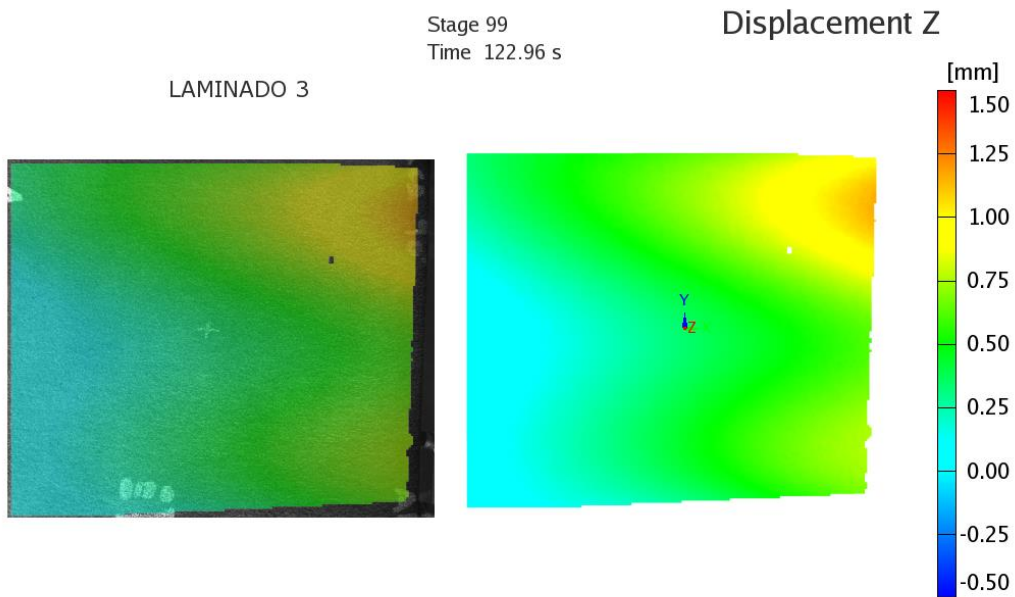 Stage 99
Time 122.96 s
Displacement Z
LAMINADO 3
[mm]
1.50
1.25
1.00
0.75
0.50
0.25
0.00
-0.25
-0.50
Y
Z
X